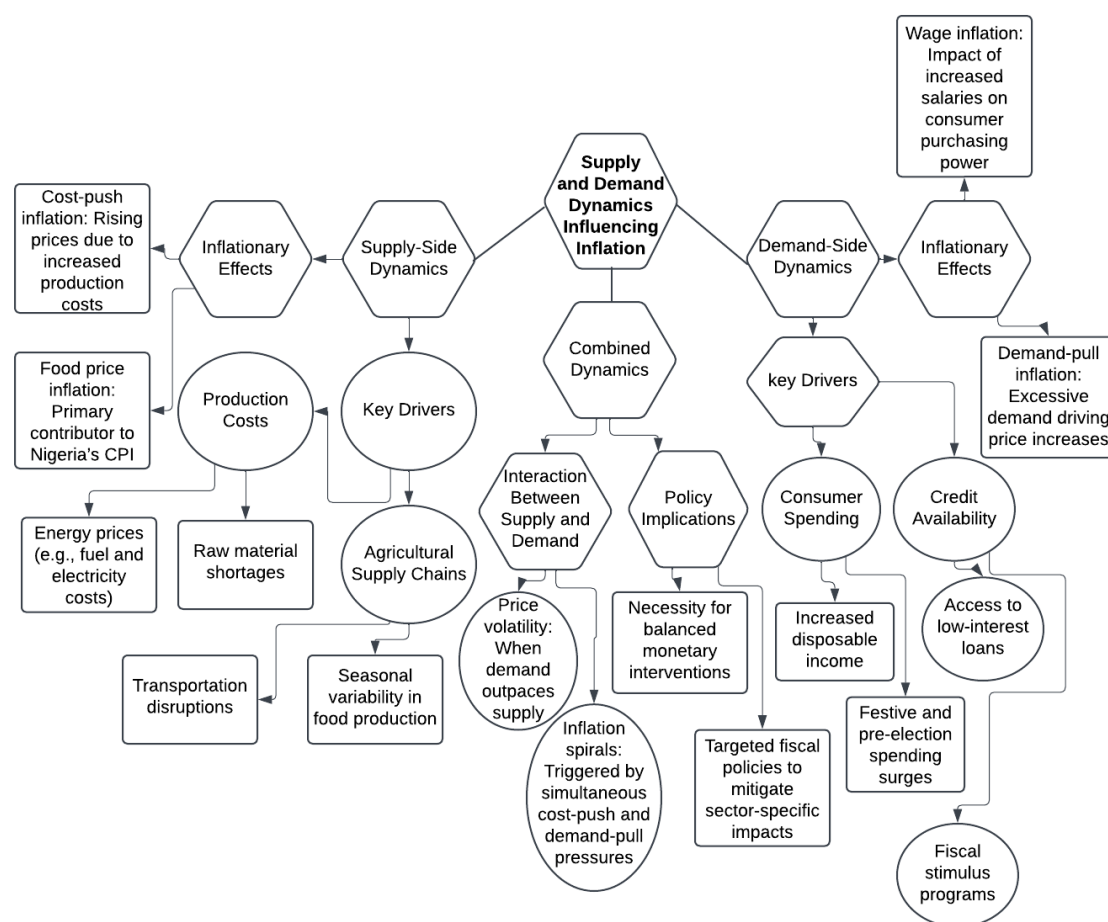 Wage inflation:
Impact of
increased
salaries on
consumer
purchasing
power
Supply
and Demand
Dynamics
Influencing
Inflation
Cost-push
inflation: Rising
prices due to
increased
production
costs
Inflationary
Effects
Supply-Side
Dynamics
Demand-Side
Dynamics
Inflationary
Effects
Food price
inflation:
Primary
contributor to
Nigeria's CPI
Production
Costs
Key Drivers
Combined
Dynamics
key Drivers
Demand-pull
inflation:
Excessive
demand driving
price increases
Energy prices
(e.g., fuel and
electricity
costs)
Raw material
shortages
Agricultural
Supply Chains
Interaction
Between
Supply and
Demand
Policy
Implications
Consumer
Spending
Credit
Availability
Transportation
disruptions
Seasonal
variability in
food production
Price
volatility:
When
demand
outpaces
supply
Necessity for
balanced
monetary
interventions
Increased
disposable
income
Access to
low-interest
loans
Inflation
spirals:
Triggered by
simultaneous
cost-push and
demand-pull
pressures
Targeted fiscal
policies to
mitigate
sector-specific
impacts
Festive and
pre-election
spending
surges
Fiscal
stimulus
programs